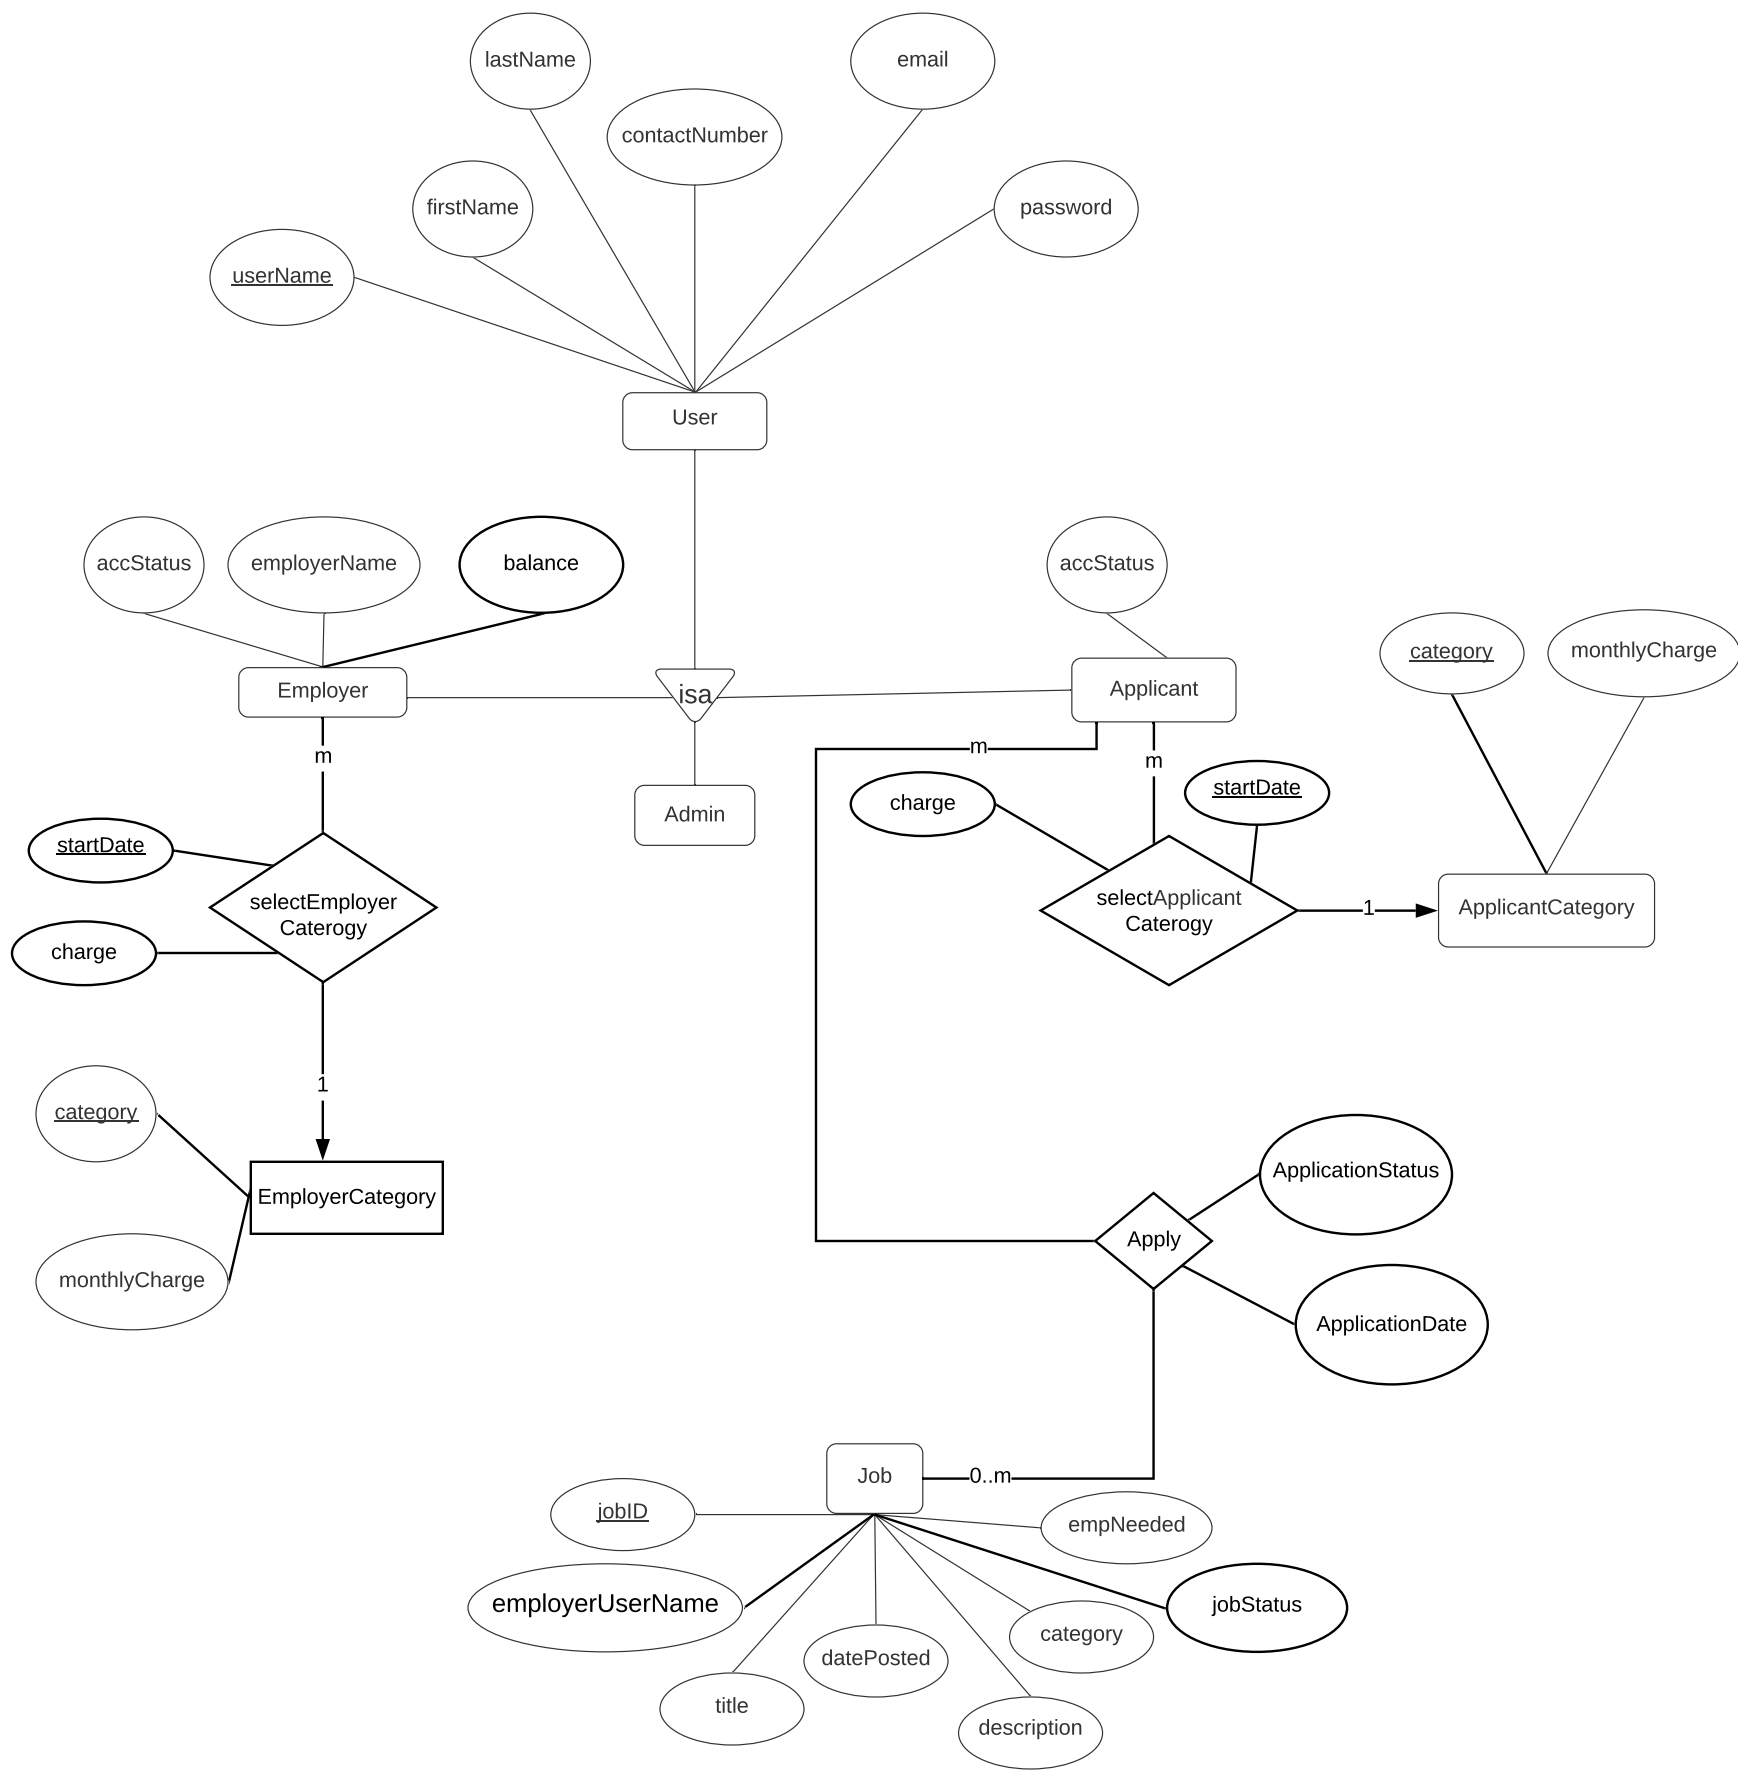 lastName
email
contactNumber
firstName
password
userName
User
accStatus
employerName
balance
accStatus
category
monthlyCharge
Employer
isa
Applicant
m
m
m
charge
startDate
Admin
startDate
selectEmployer
Caterogy
selectApplicant
Caterogy
1
ApplicantCategory
charge
1
category
EmployerCategory
monthlyCharge
ApplicationStatus
Apply
ApplicationDate
Job
0..m
jobID
empNeeded
employerUserName
jobStatus
category
datePosted
title
description